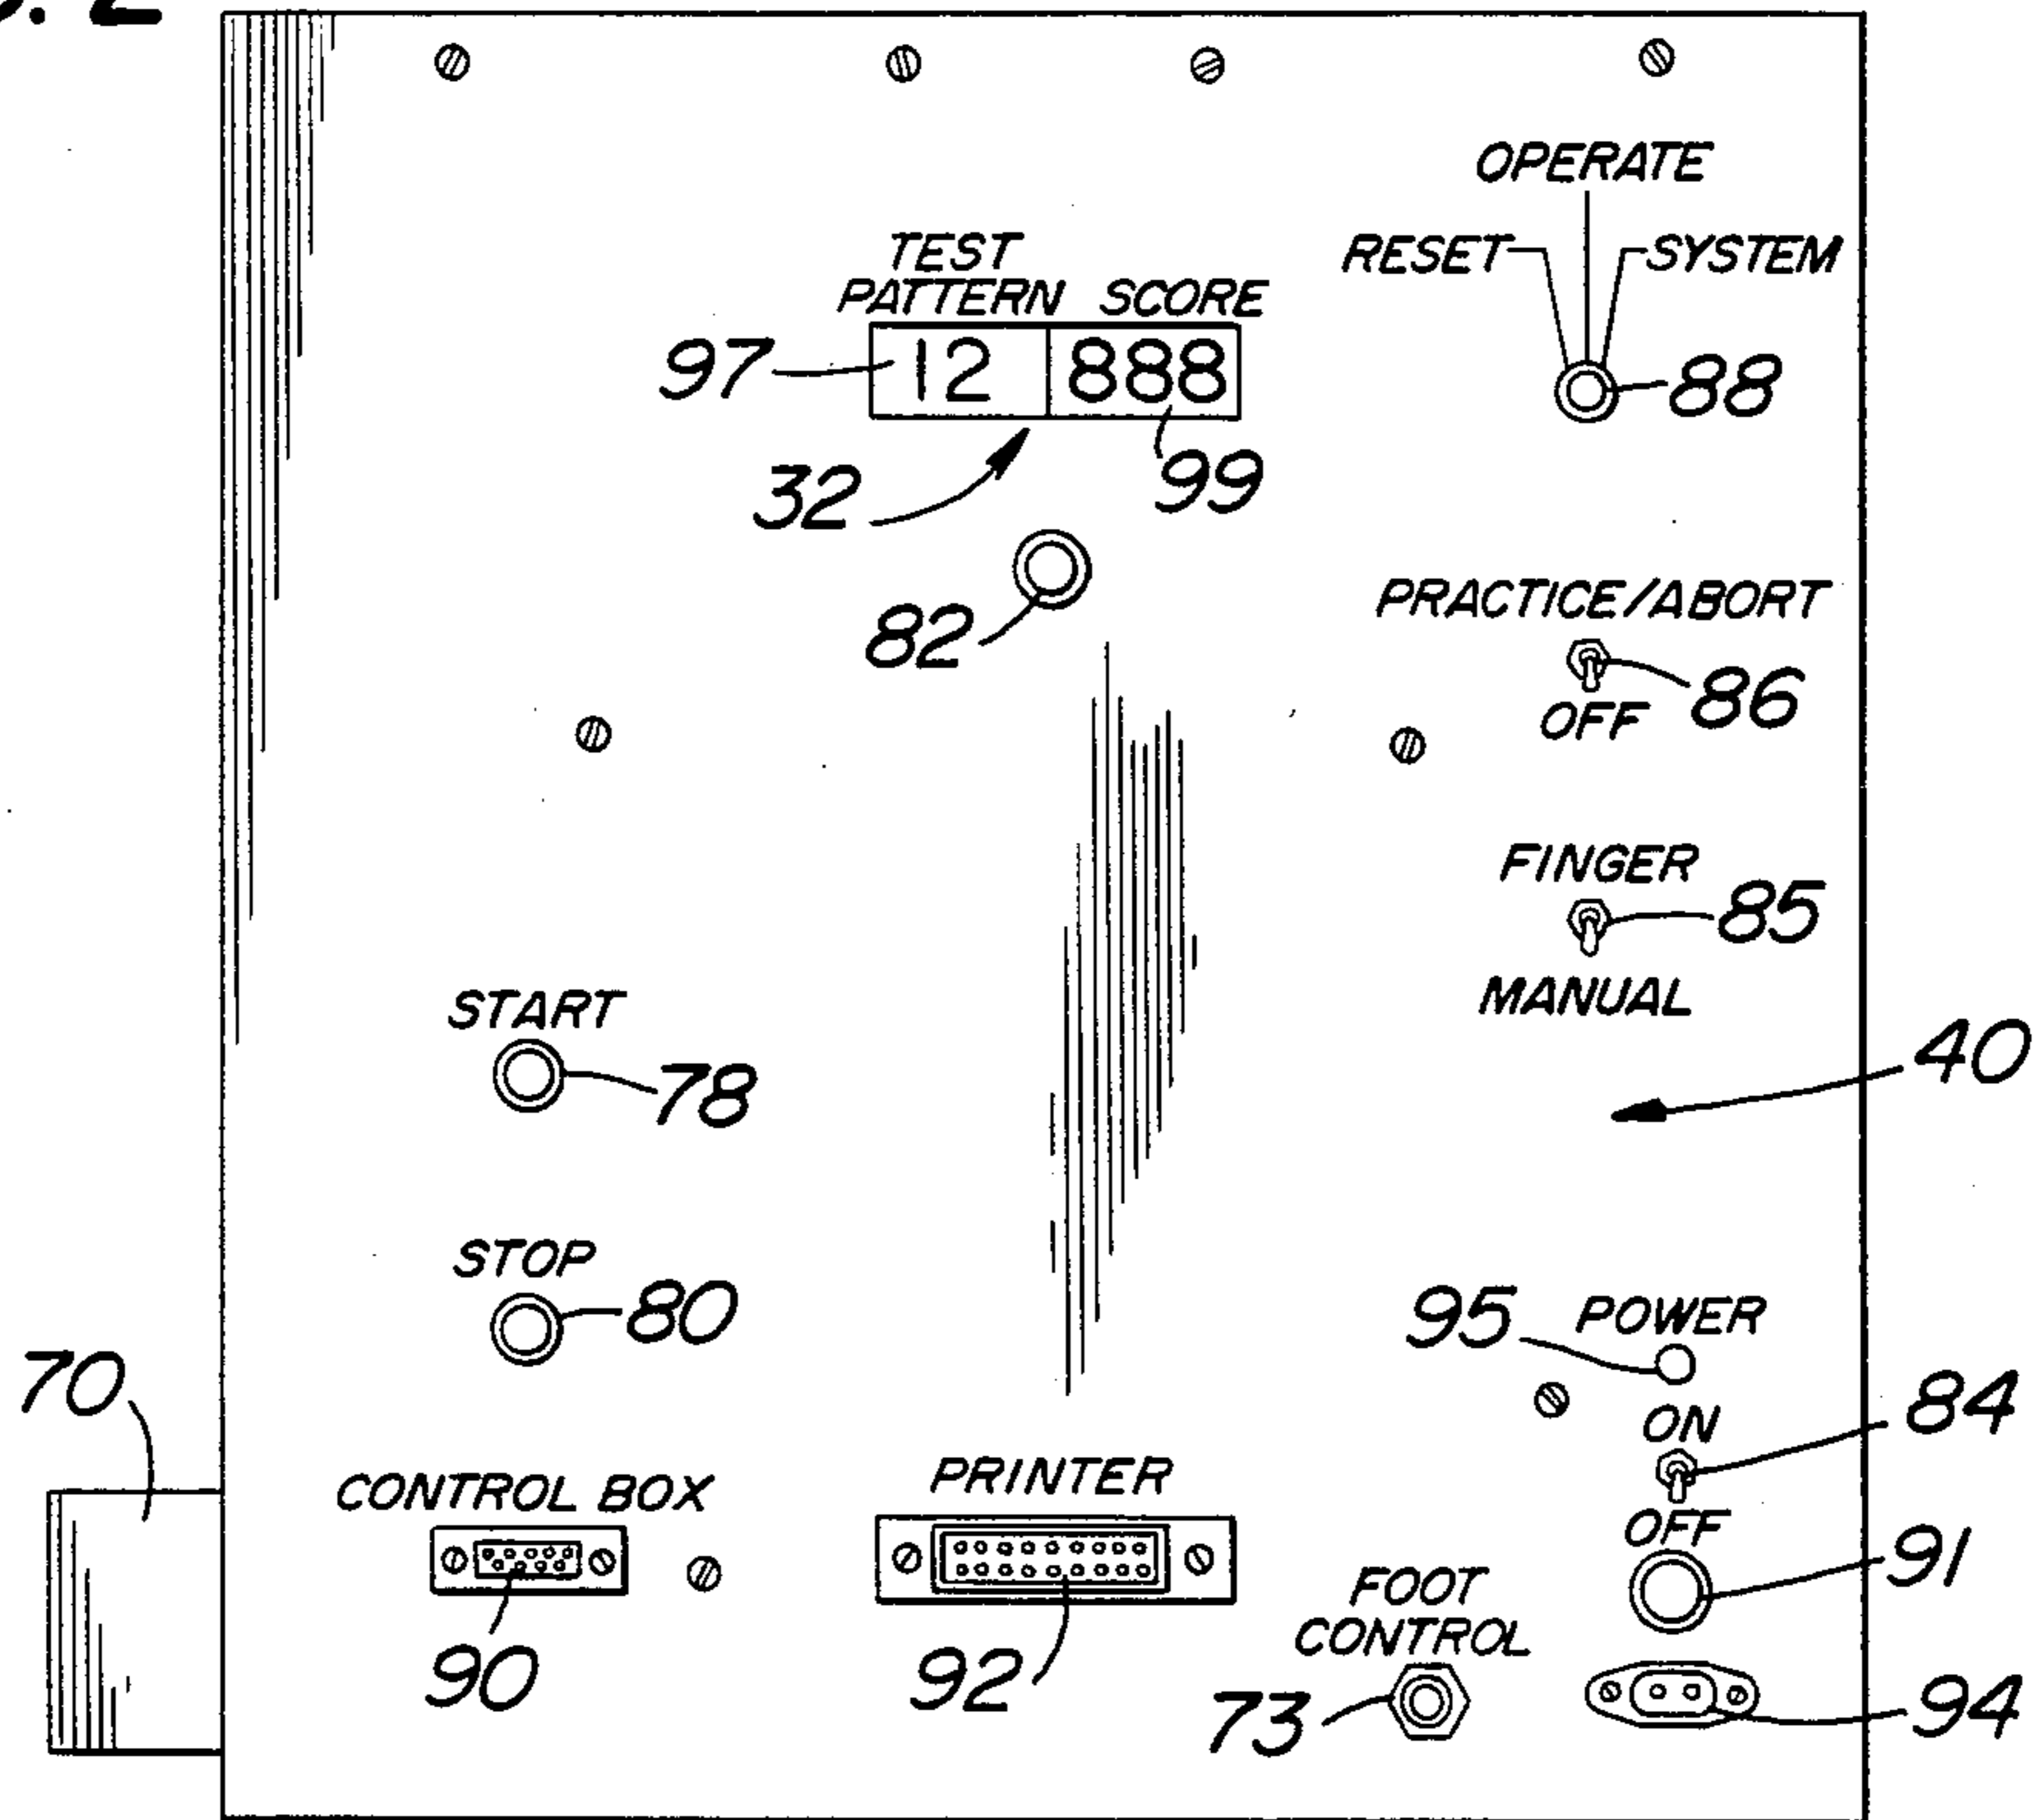 . 2
OPERATE
RESET
SYSTEM
TEST
PATTERN SCORE
97
12
888
88
32
99
82
PRACTICE/ABORT
86
OFF
FINGER
85
MANUAL
START
78
40
STOP
80
95
POWER
70
ON
84
CONTROL BOX
PRINTER
OFF
91
FOOT
CONTROL
90
92
73
94